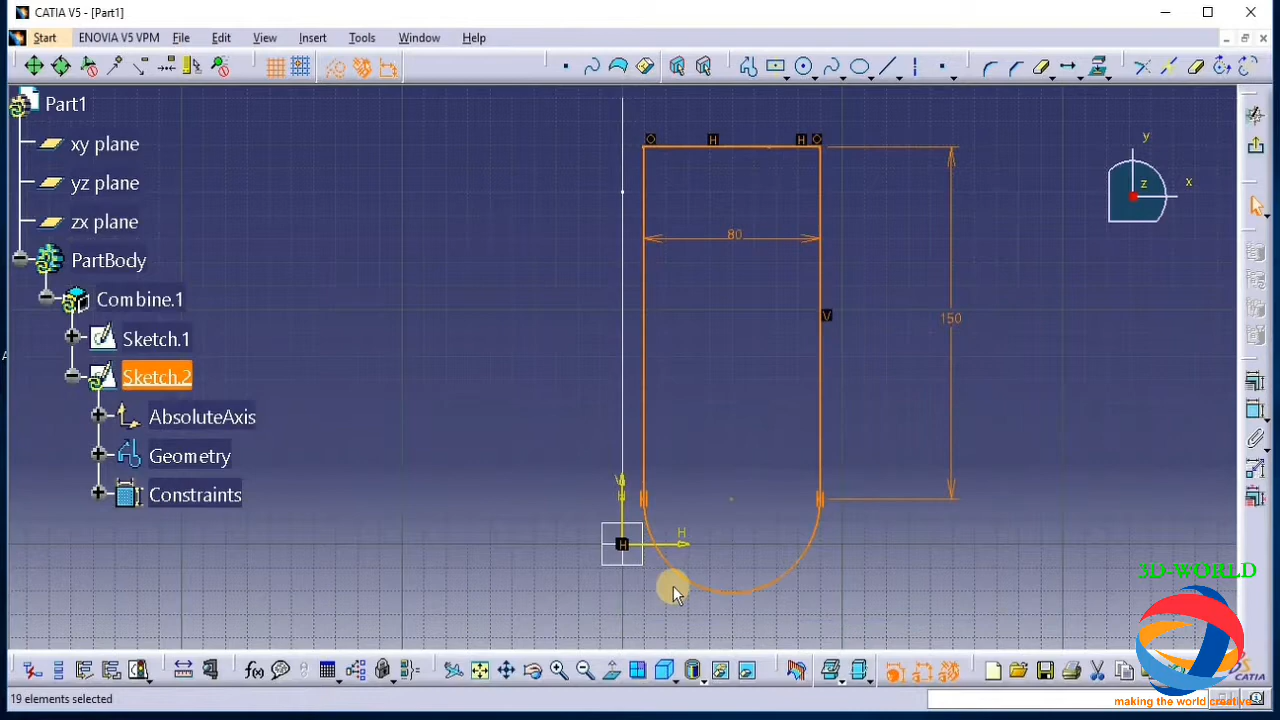 CATIA V5 - [Part1]
Start ENOVIA V5 VPM File Edit View Insert Tools Window Help
Part1
xy plane
yz plane
zx plane
PartBody
Combine.1
Sketch.1
Sketch.2
AbsoluteAxis
Geometry
Constraints
H
H
80
V
150
V
H
H
H
y
x
z
f(x)
3D-WORLD
CATIA
making the world creative
19 elements selected